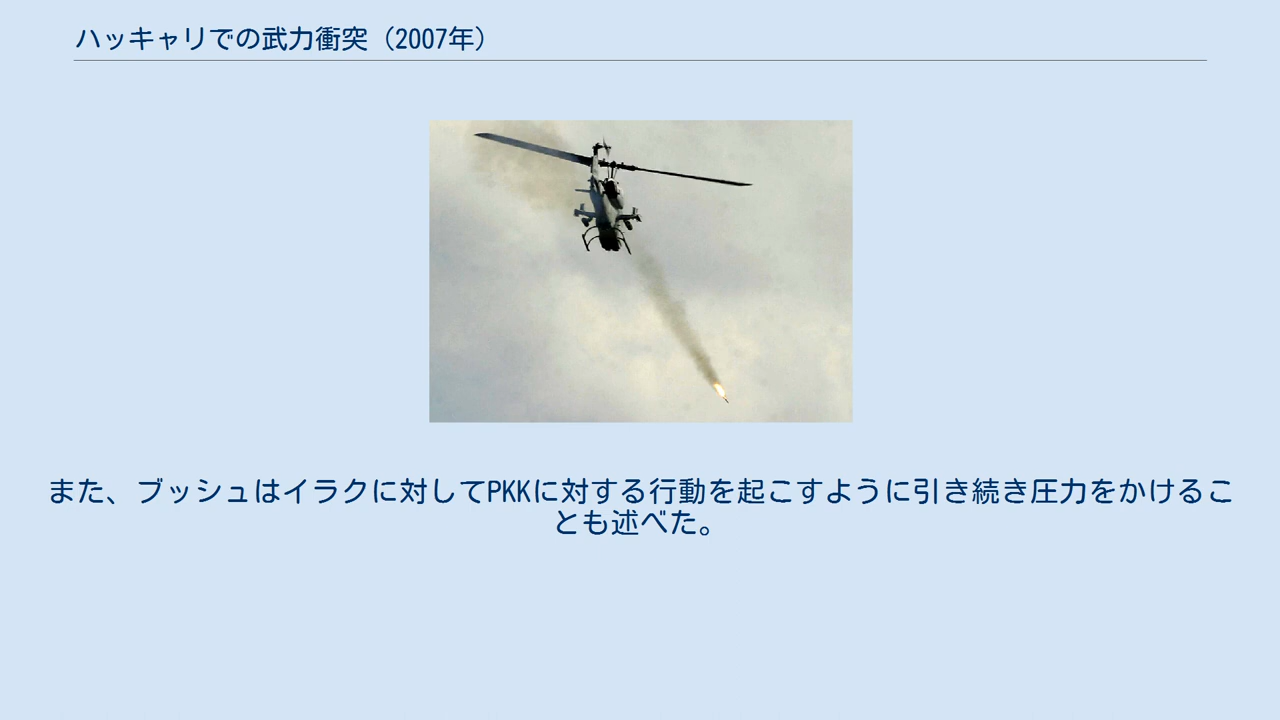 ハッキャリでの武力衝突（2007年）
また、ブッシュはイラクに対してPKKに対する行動を起こすように引き続き圧力をかけるこ
とも述べた。